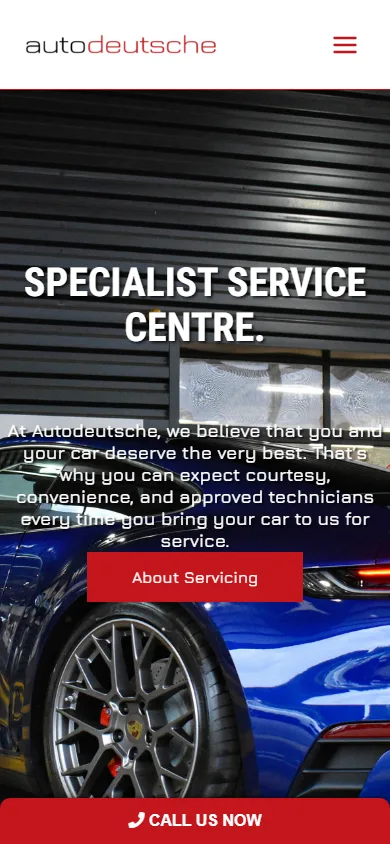 autodeutsche
SPECIALIST SERVICE
CENTRE.
At Autodeutsche, we believe that you and
your car deserve the very best. That's
why you can expect courtesy,
convenience, and approved technicians
every time you bring your car to us for
service.
About Servicing
CALL US NOW